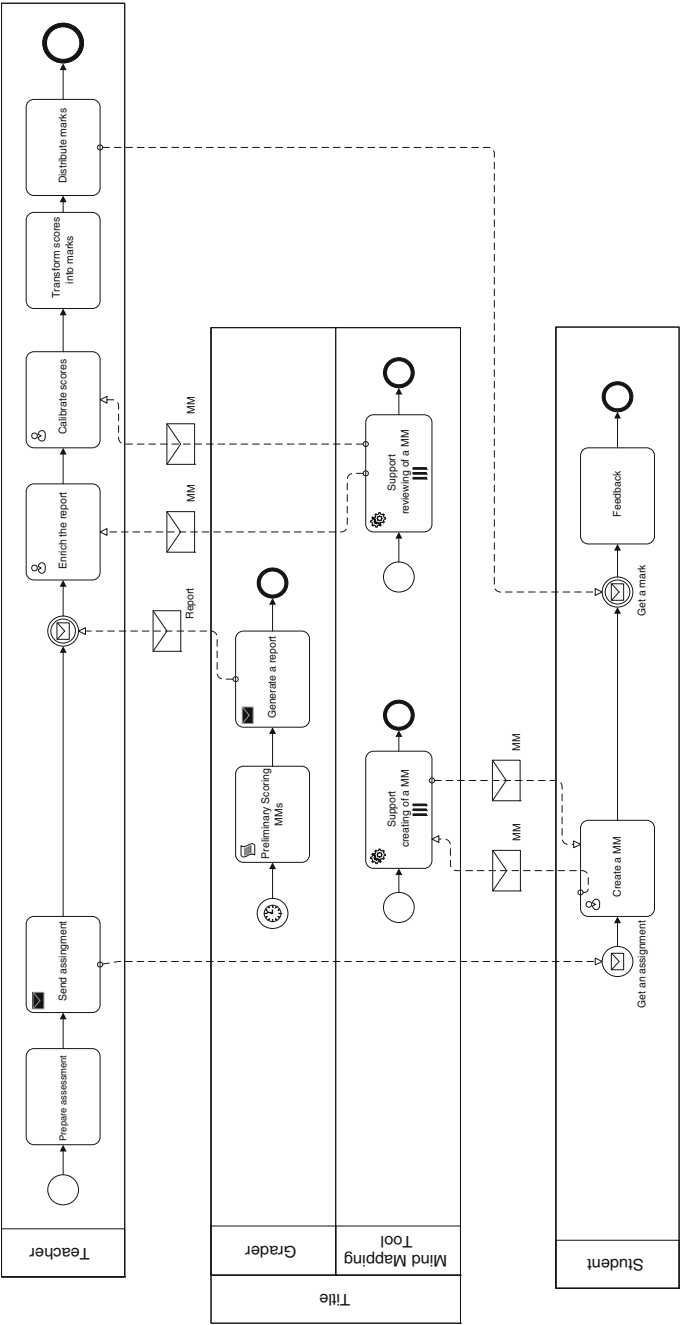 Teacher
Prepare assessment
Send assingment
Enrich the report
Calibrate scores
Transform scores
into marks
Distribute marks
Report
MM
MM
Title
Grader
Preliminary Scoring
MMs
Generate a report
Mind Mapping
Tool
Support
creating of a MM
Support
reviewing of a MM
MM
MM
Student
Get an assignment
Create a MM
Get a mark
Feedback